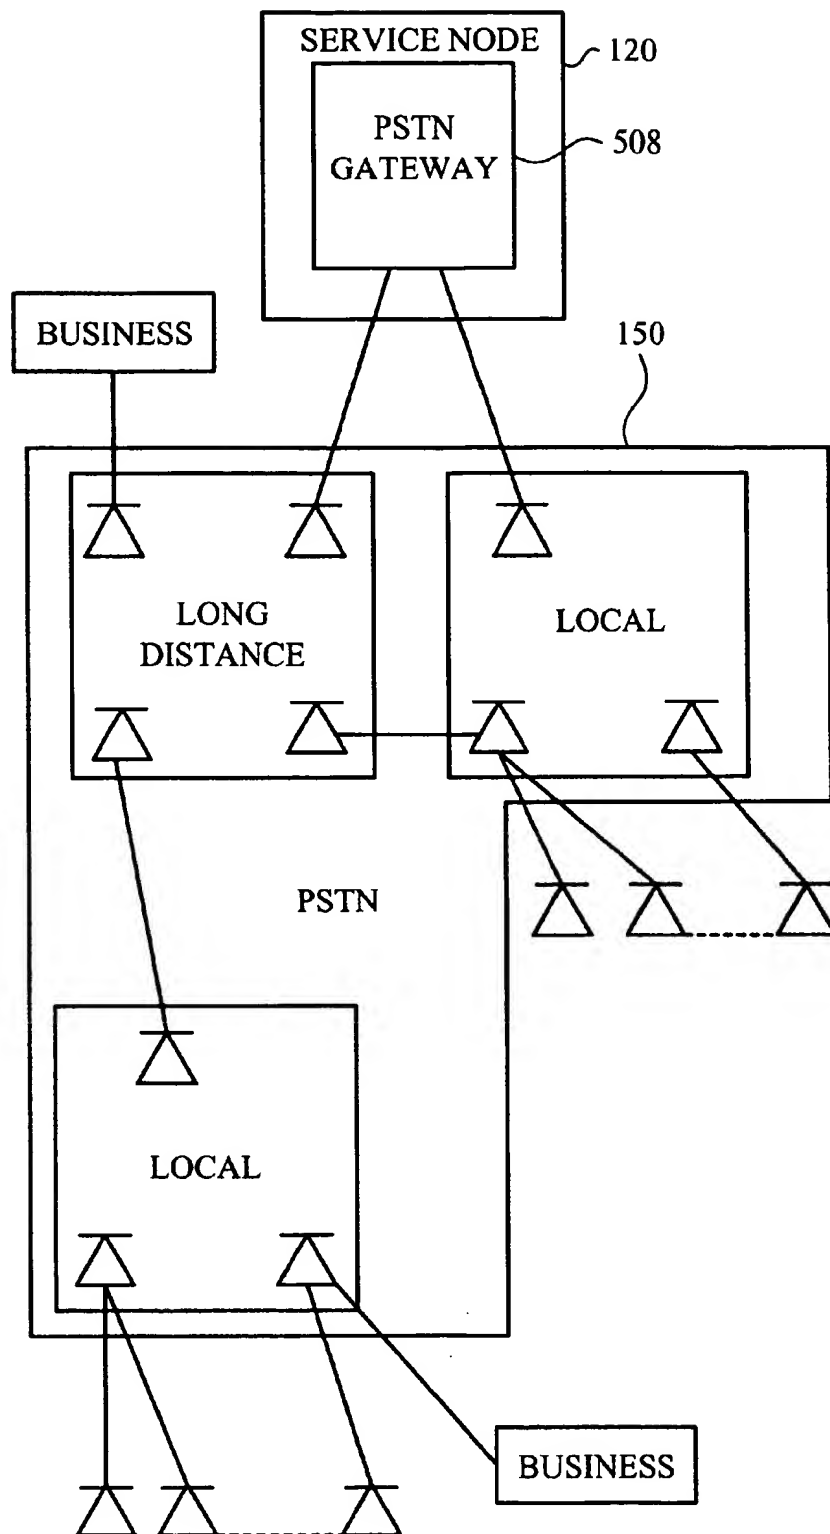 SERVICE NODE
120
PSTN
GATEWAY
508
BUSINESS
150
LONG
DISTANCE
LOCAL
PSTN
LOCAL
BUSINESS